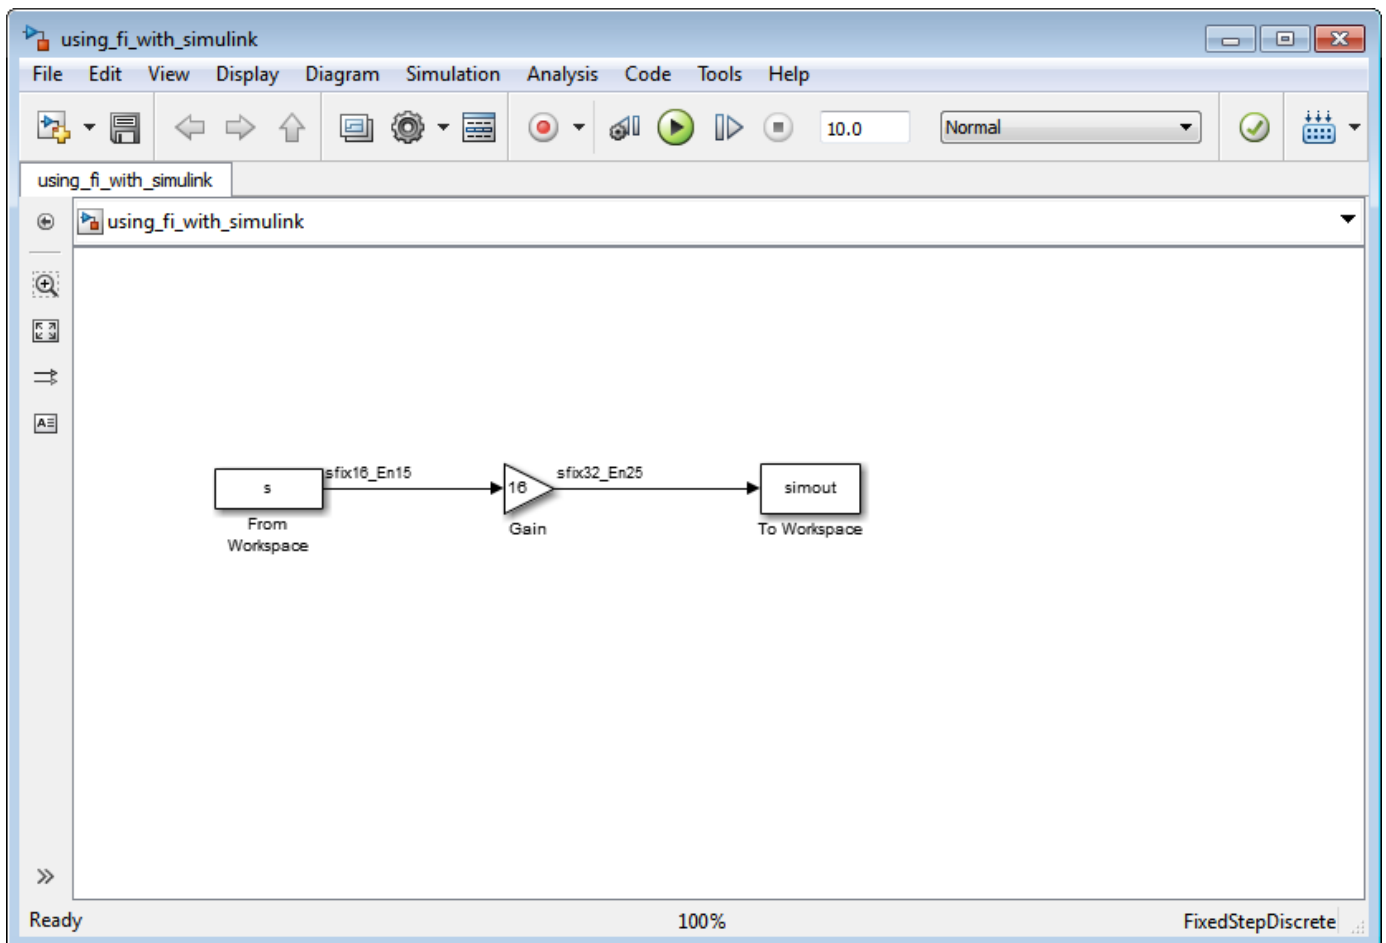 using_fi_with_simulink
File Edit View Display Diagram Simulation Analysis Code Tools Help
10.0 Normal
using_fi_with_simulink
using_fi_with_simulink
A
sfix16_En15 sfix32_En25
s 16 simout
From Gain To Workspace
Workspace
Ready 100% FixedStepDiscrete